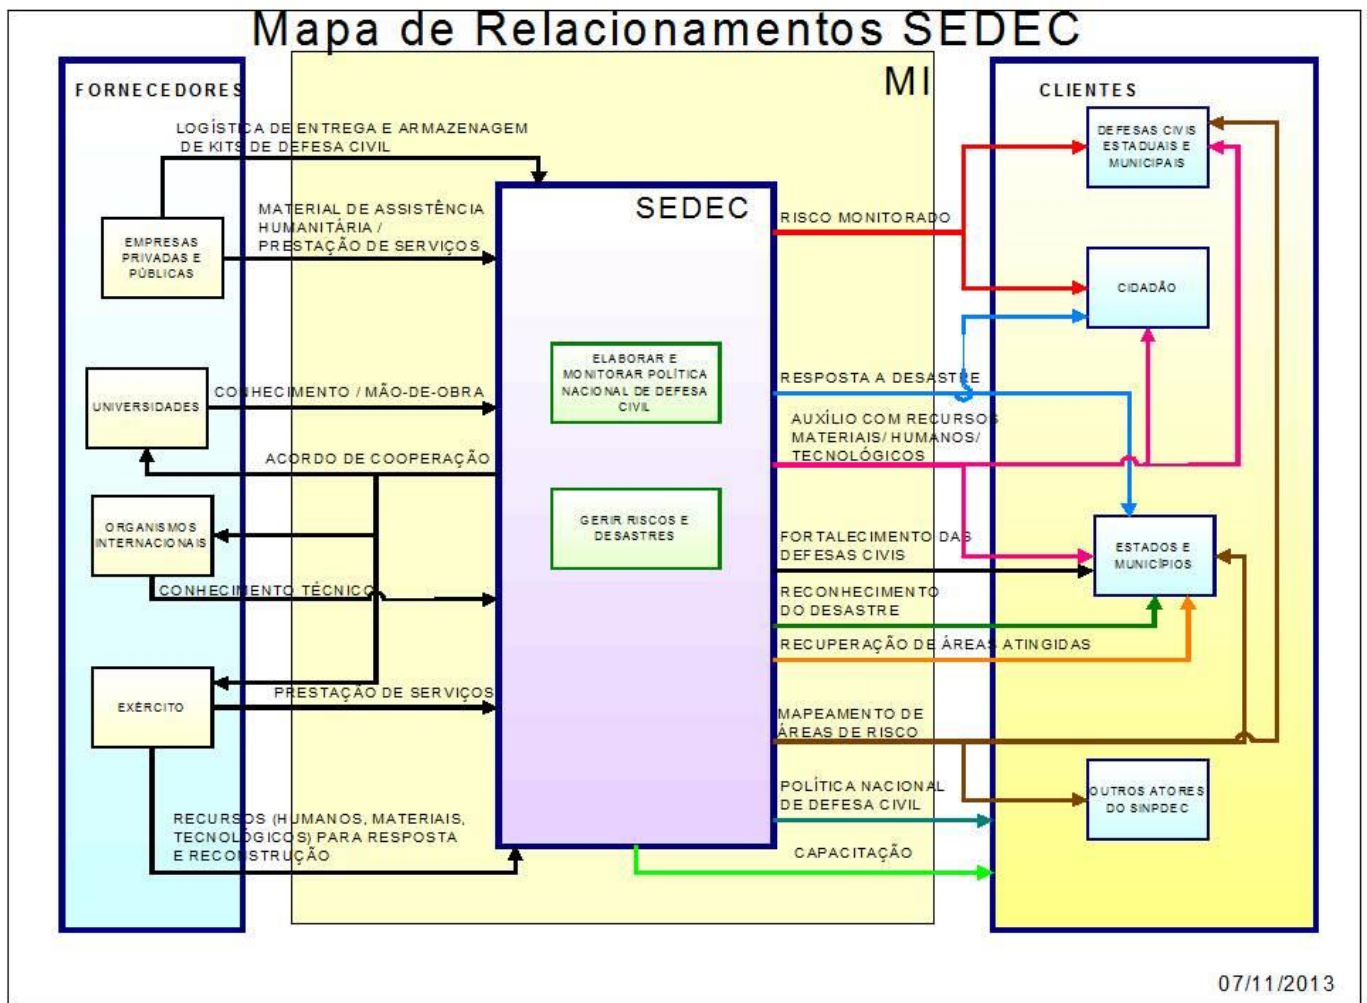 Mapa de Relacionamentos SEDEC
MI
FORNECEDORES
CLIENTES
LOGÍSTICA DE ENTREGA E ARMAZENAGEM
DE KITS DE DEFESA CIVIL
MATERIAL DE ASSISTÊNCIA
HUMANITÁRIA /
PRESTAÇÃO DE SERVIÇOS
EMPRESAS
PRIVADAS E
PÚBLICAS
UNIVERSIDADES
CONHECIMENTO / MÃO-DE-OBRA
ACORDO DE COOPERAÇÃO
ORGANISMOS
INTERNACIONAIS
CONHECIMENTO TÉCNICO
EXÉRCITO
PRESTAÇÃO DE SERVIÇOS
RECURSOS (HUMANOS, MATERIAIS,
TECNOLÓGICOS) PARA RESPOSTA
E RECONSTRUÇÃO
SEDEC
ELABORAR E
MONITORAR POLÍTICA
NACIONAL DE DEFESA
CIVIL
GERIR RISCOS E
DESASTRES
RISCO MONITORADO
RESPOSTA A DESASTRE
AUXÍLIO COM RECURSOS
MATERIAIS/ HUMANOS/
TECNOLÓGICOS
FORTALECIMENTO DAS
DEFESAS CIVIS
RECONHECIMENTO
DO DESASTRE
RECUPERAÇÃO DE ÁREAS ATINGIDAS
MAPEAMENTO DE
ÁREAS DE RISCO
POLÍTICA NACIONAL
DE DEFESA CIVIL
CAPACITAÇÃO
DEFESAS CIVIS
ESTADUAIS E
MUNICIPAIS
CIDADÃO
ESTADOS E
MUNICÍPIOS
OUTROS ATORES
DO SINPDEC
07/11/2013